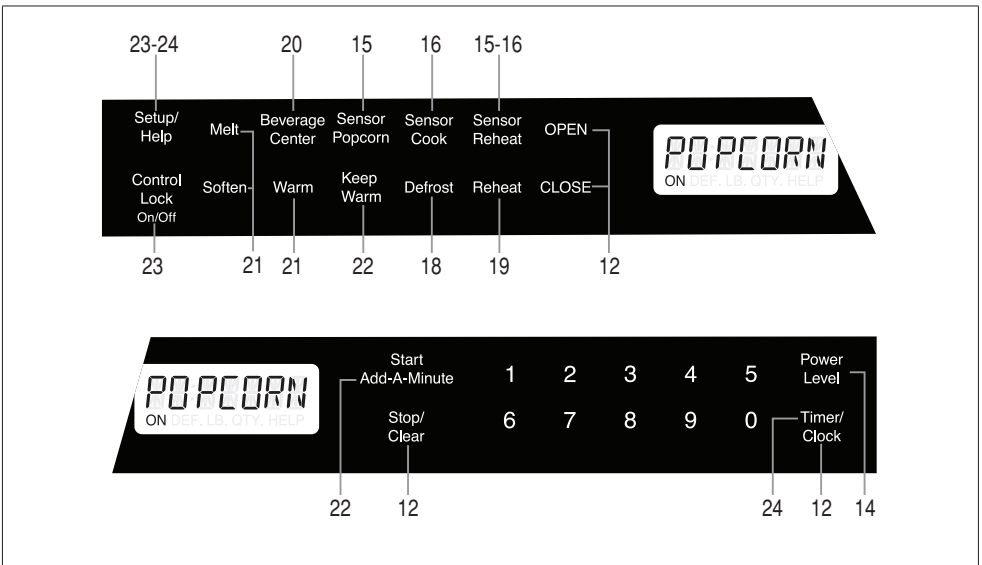 23-24 20 15 16 15-16
Setup/
Help
Melt
Beverage
Center
Sensor
Popcorn
Sensor
Cook
Sensor
Reheat
OPEN
POPCORN
ON DEF. LB. QTY. HELP
Control
Lock
On/Off
Soften
Warm
Keep
Warm
Defrost
Reheat
CLOSE
23 21 21 22 18 19 12
POPCORN
ON DEF. LB. QTY. HELP
Start
Add-A-Minute
1 2 3 4 5
Power
Level
Stop/
Clear
6 7 8 9 0
Timer/
Clock
22 12 24 12 14